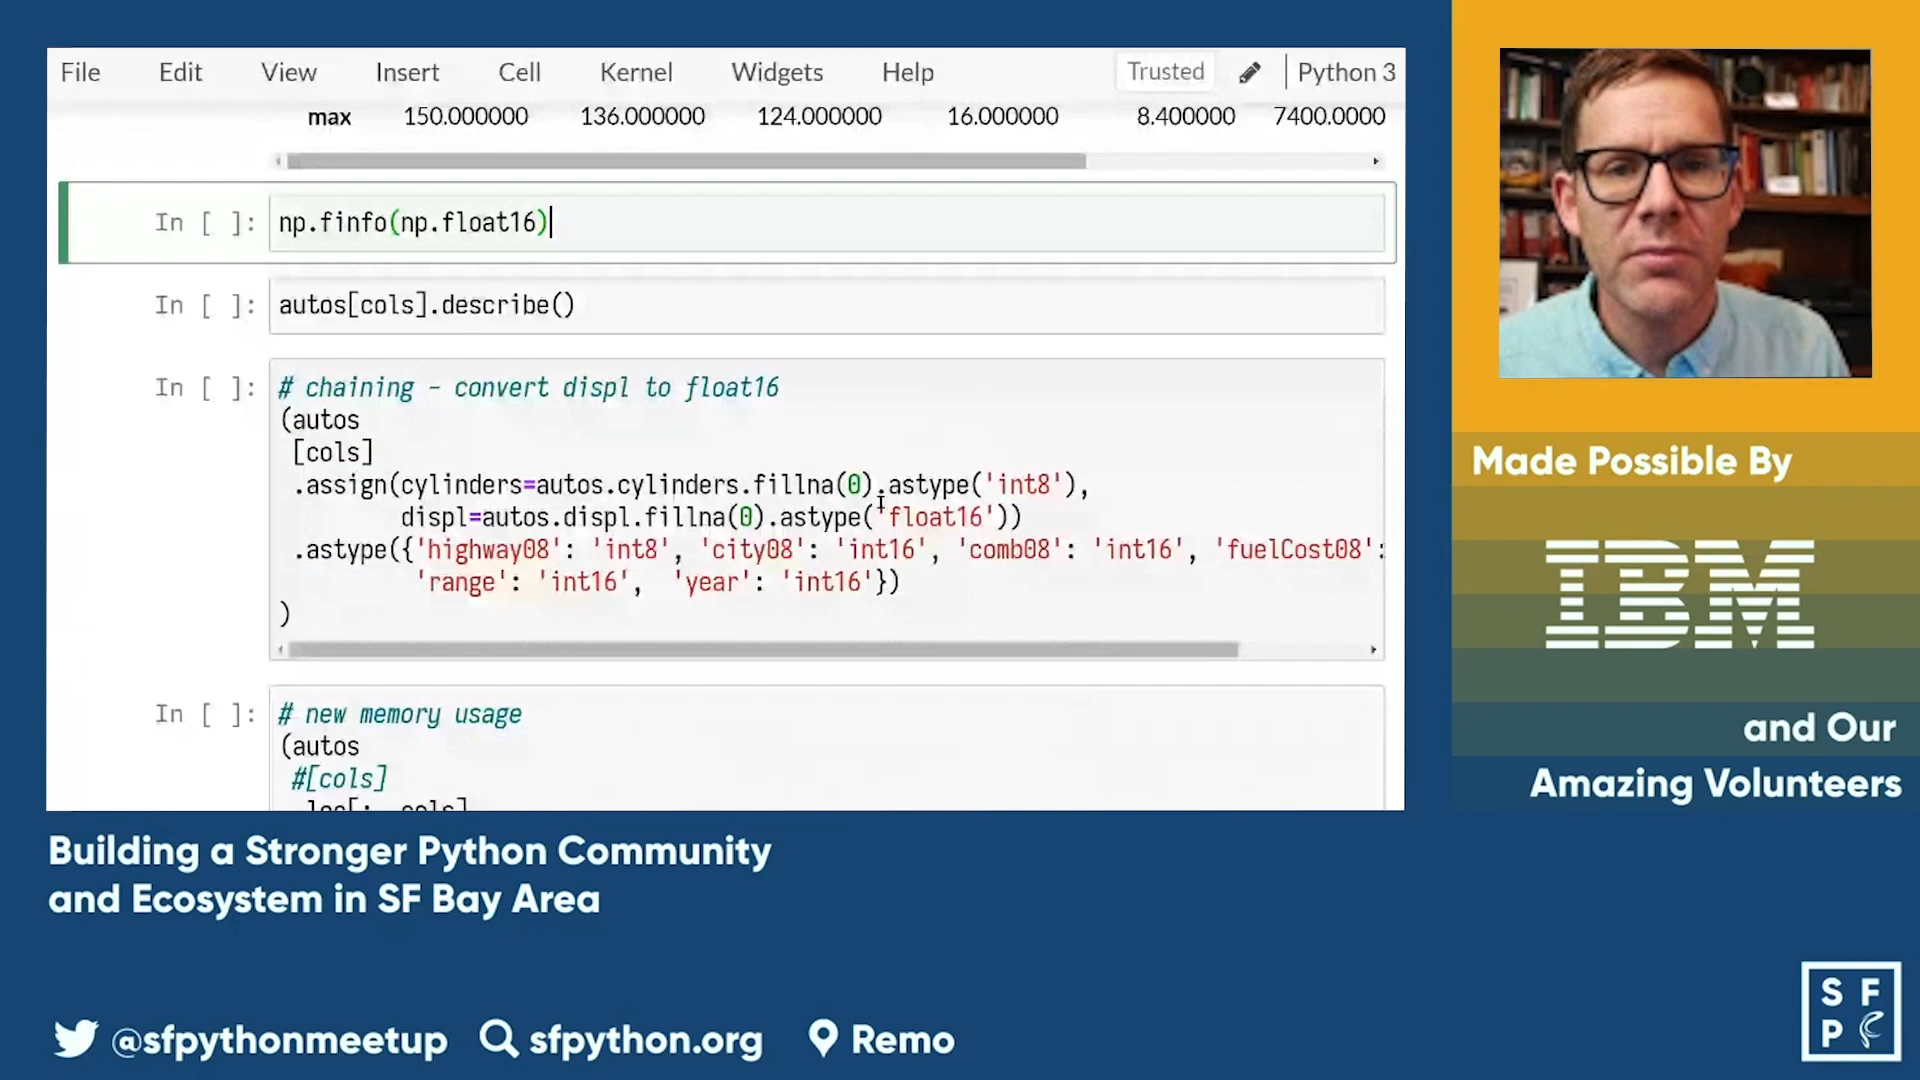 File Edit View Insert Cell Kernel Widgets Help Trusted Python 3
max 150.000000 136.000000 124.000000 16.000000 8.400000 7400.0000
In [ ]: np.finfo(np.float16)
In [ ]: autos[cols].describe()
In [ ]: # chaining - convert displ to float16
(autos
[cols]
.assign(cylinders=autos.cylinders.fillna(0).astype('int8'),
displ=autos.displ.fillna(0).astype('float16'))
.astype({'highway08': 'int8', 'city08': 'int16', 'comb08': 'int16', 'fuelCost08':
'range': 'int16', 'year': 'int16'})
)
In [ ]: # new memory usage
(autos
#[cols]
.loc[:, cols]
Made Possible By
IBM
and Our
Amazing Volunteers
Building a Stronger Python Community
and Ecosystem in SF Bay Area
@sfpythonmeetup sfpython.org Remo
S F
P